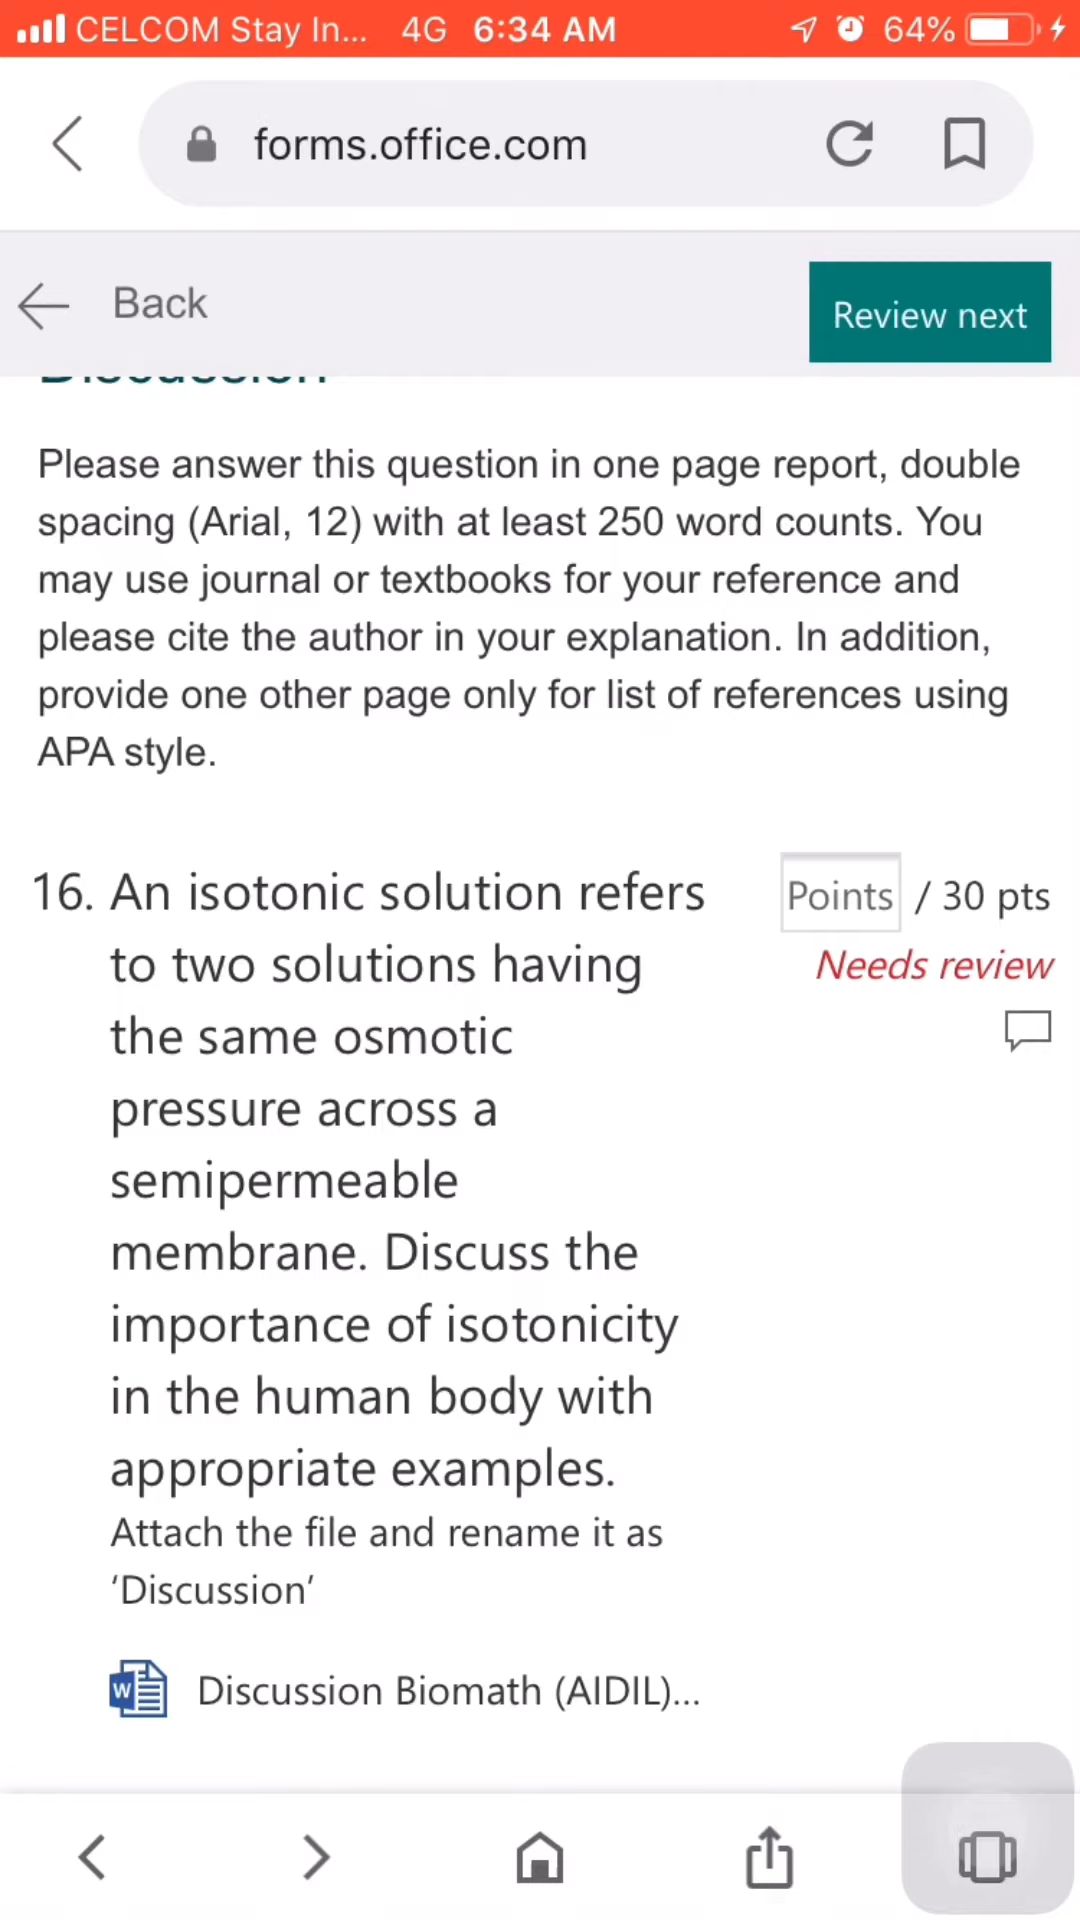 CELCOM Stay In... 4G 6:34 AM 64%
forms.office.com
Back
Review next
Discussion
Please answer this question in one page report, double
spacing (Arial, 12) with at least 250 word counts. You
may use journal or textbooks for your reference and
please cite the author in your explanation. In addition,
provide one other page only for list of references using
APA style.
16. An isotonic solution refers
Points / 30 pts
to two solutions having
Needs review
the same osmotic
pressure across a
semipermeable
membrane. Discuss the
importance of isotonicity
in the human body with
appropriate examples.
Attach the file and rename it as
‘Discussion’
W
Discussion Biomath (AIDIL)...